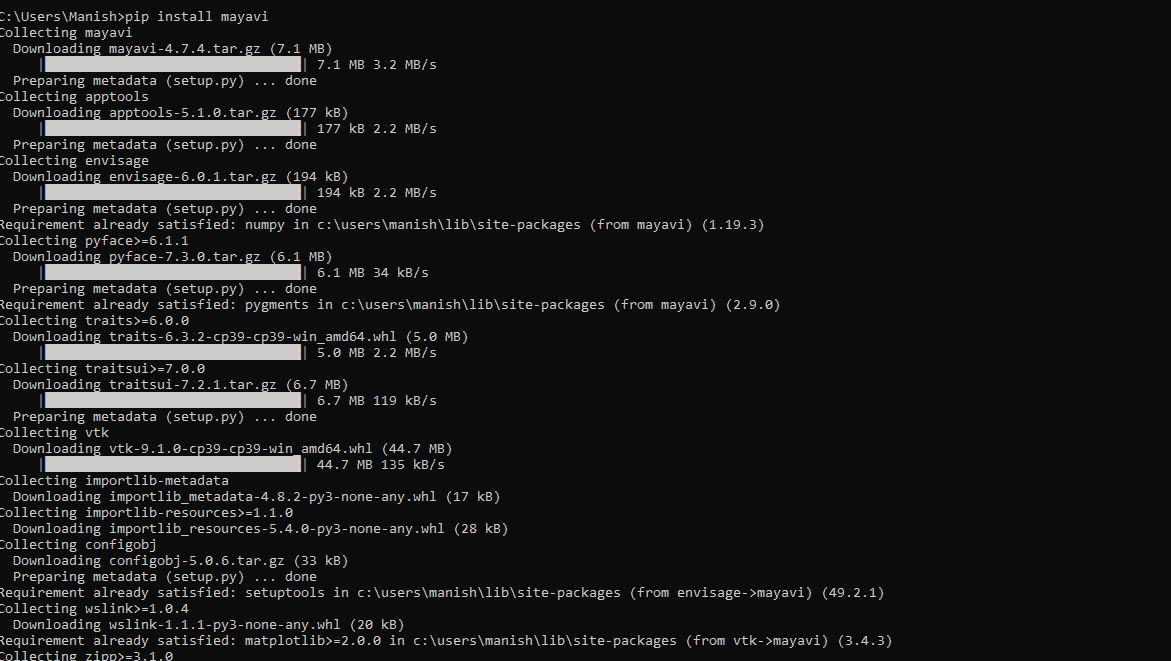 C:\Users\Manish>pip install mayavi
Collecting mayavi
Downloading mayavi-4.7.4.tar.gz (7.1 MB)
| | 7.1 MB 3.2 MB/s
Preparing metadata (setup.py) ... done
Collecting apptools
Downloading apptools-5.1.0.tar.gz (177 kB)
| | 177 kB 2.2 MB/s
Preparing metadata (setup.py) ... done
Collecting envisage
Downloading envisage-6.0.1.tar.gz (194 kB)
| | 194 kB 2.2 MB/s
Preparing metadata (setup.py) ... done
Requirement already satisfied: numpy in c:\users\manish\lib\site-packages (from mayavi) (1.19.3)
Collecting pyface>=6.1.1
Downloading pyface-7.3.0.tar.gz (6.1 MB)
| | 6.1 MB 34 kB/s
Preparing metadata (setup.py) ... done
Requirement already satisfied: pygments in c:\users\manish\lib\site-packages (from mayavi) (2.9.0)
Collecting traits>=6.0.0
Downloading traits-6.3.2-cp39-cp39-win_amd64.whl (5.0 MB)
| | 5.0 MB 2.2 MB/s
Collecting traitsui>=7.0.0
Downloading traitsui-7.2.1.tar.gz (6.7 MB)
| | 6.7 MB 119 kB/s
Preparing metadata (setup.py) ... done
Collecting vtk
Downloading vtk-9.1.0-cp39-cp39-win_amd64.whl (44.7 MB)
| | 44.7 MB 135 kB/s
Collecting importlib-metadata
Downloading importlib_metadata-4.8.2-py3-none-any.whl (17 kB)
Collecting importlib-resources>=1.1.0
Downloading importlib_resources-5.4.0-py3-none-any.whl (28 kB)
Collecting configobj
Downloading configobj-5.0.6.tar.gz (33 kB)
Preparing metadata (setup.py) ... done
Requirement already satisfied: setuptools in c:\users\manish\lib\site-packages (from envisage->mayavi) (49.2.1)
Collecting wslink>=1.0.4
Downloading wslink-1.1.1-py3-none-any.whl (20 kB)
Requirement already satisfied: matplotlib>=2.0.0 in c:\users\manish\lib\site-packages (from vtk->mayavi) (3.4.3)
Collecting zipp>=3.1.0